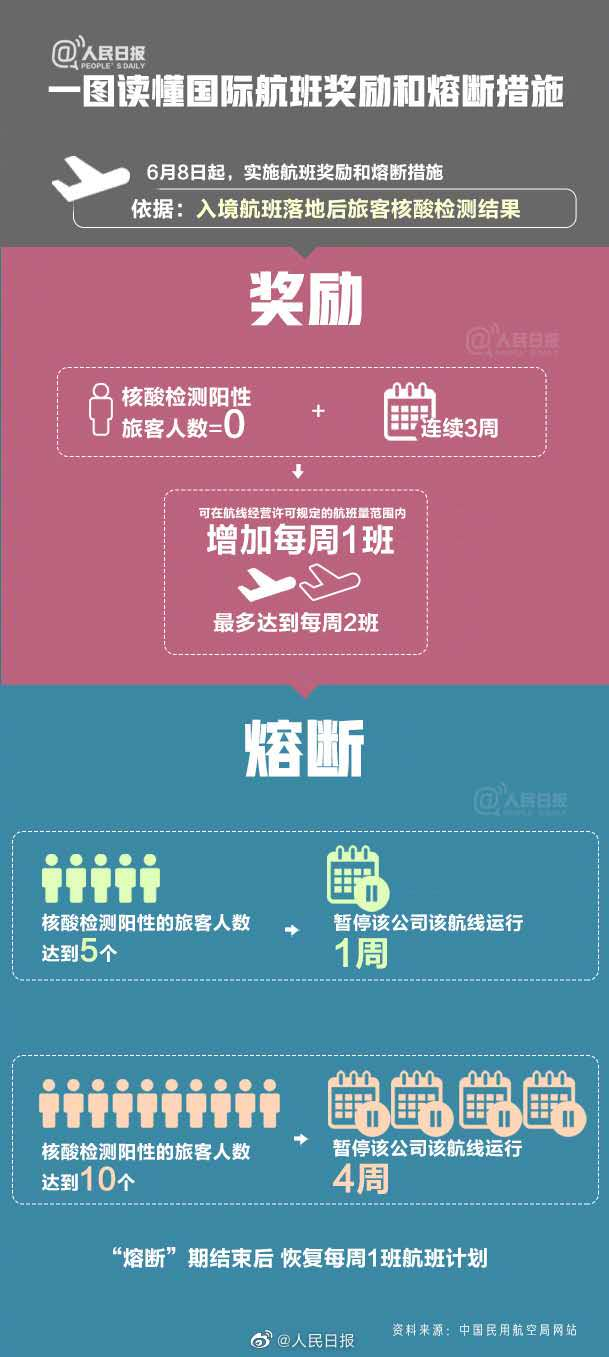 @人民日报
PEOPLE'S DAILY
一图读懂国际航班奖励和熔断措施
6月8日起，实施航班奖励和熔断措施
依据：入境航班落地后旅客核酸检测结果
奖励
@人民日报
PEOPLE'S DAILY
核酸检测阳性
旅客人数=0
+
连续3周
可在航线经营许可规定的航班量范围内
增加每周1班
最多达到每周2班
熔断
@人民日报
PEOPLE'S DAILY
核酸检测阳性的旅客人数
达到5个
暂停该公司该航线运行
1周
核酸检测阳性的旅客人数
达到10个
暂停该公司该航线运行
4周
“熔断”期结束后 恢复每周1班航班计划
资料来源：中国民用航空局网站
@人民日报